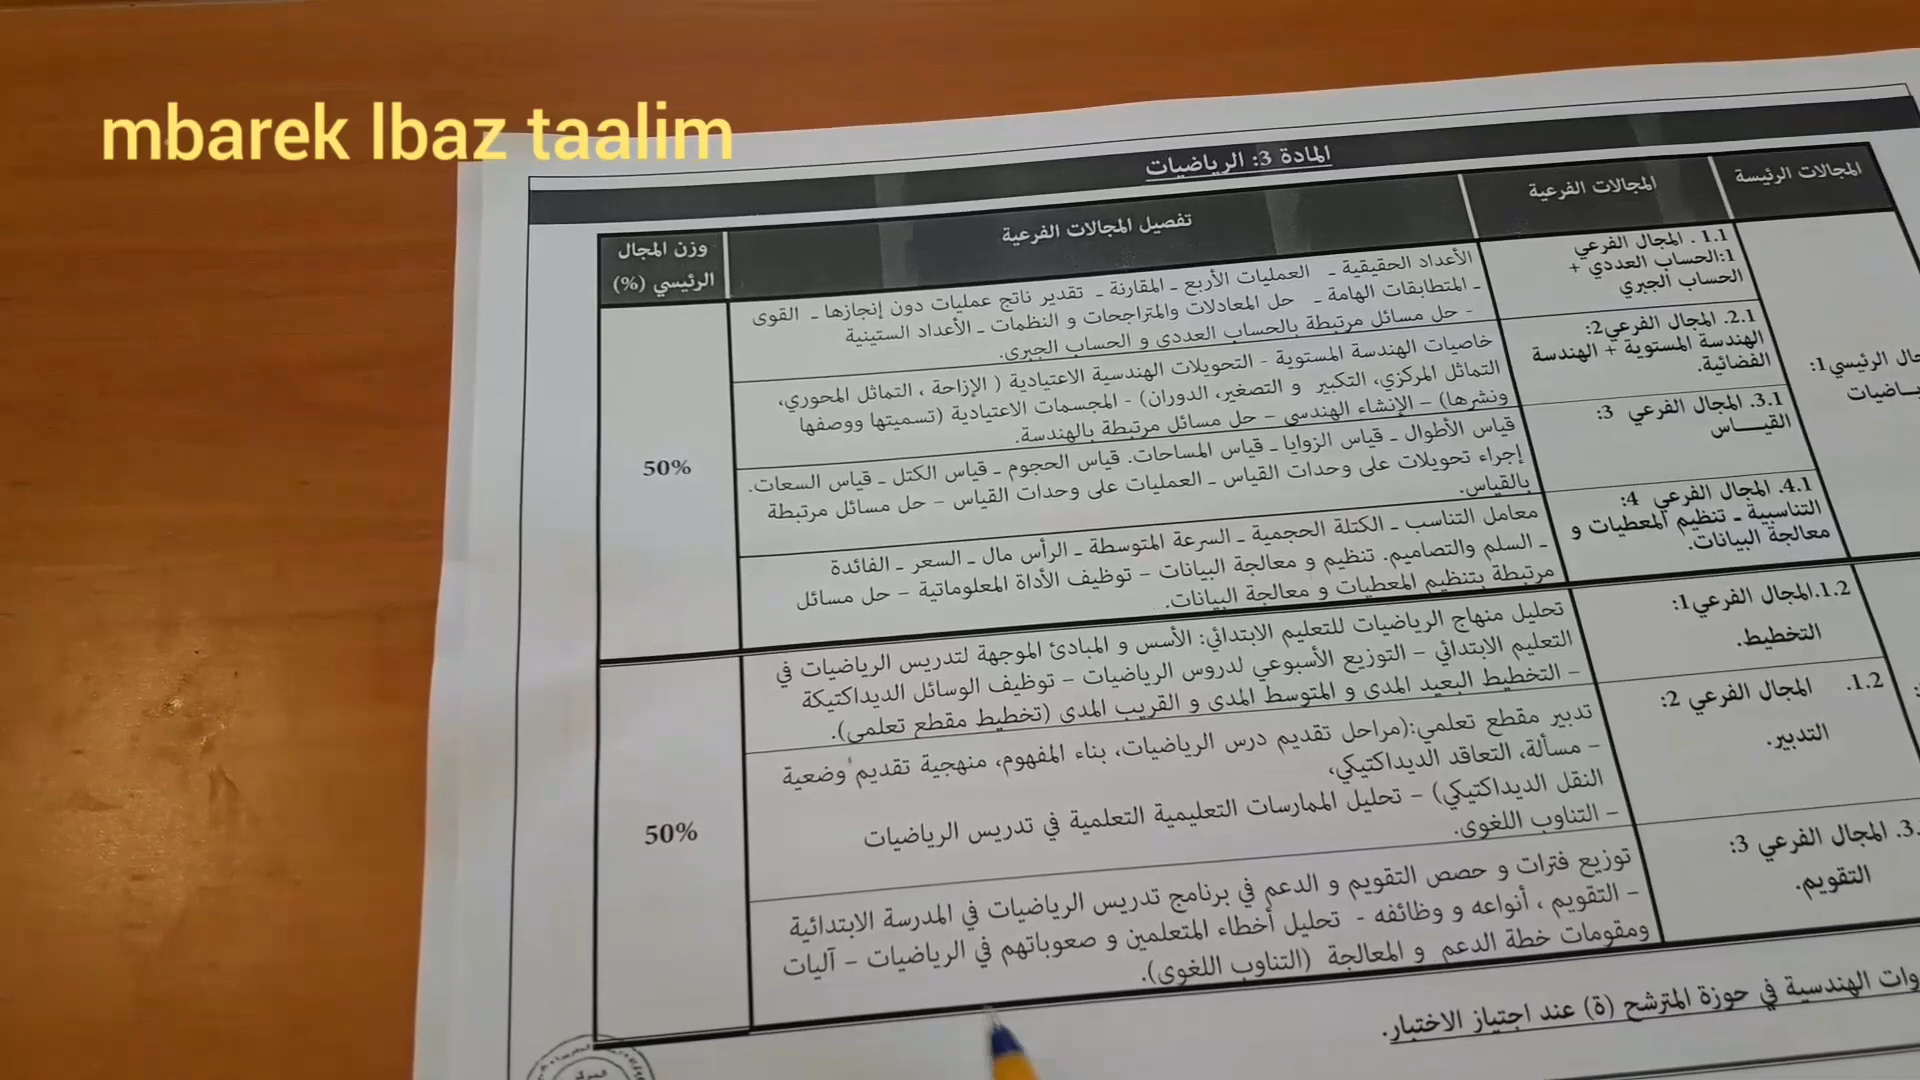 mbarek lbaz taalim
المادة 3: الرياضيات
المجالات الرئيسة
المجالات الفرعية
تفصيل المجالات الفرعية
وزن المجال
الرئيسي (%)
1.1 . المجال الفرعي
1:الحساب العددي +
الحساب الجبري
الأعداد الحقيقية - العمليات الأربع - المقارنة - تقدير ناتج عمليات دون إنجازها - القوى
- المتطابقات الهامة - حل المعادلات والمتراجحات و النظمات - الأعداد الستينية
- حل مسائل مرتبطة بالحساب العددي و الحساب الجبري.
2.1. المجال الفرعي2:
الهندسة المستوية + الهندسة
الفضائية.
خاصيات الهندسة المستوية - التحويلات الهندسية الاعتيادية ( الإزاحة ، التماثل المحوري،
التماثل المركزي، التكبير و التصغير، الدوران) - المجسمات الاعتيادية (تسميتها ووصفها
ونشرها) – الإنشاء الهندسي – حل مسائل مرتبطة بالهندسة.
الرئيسي1:
3.1. المجال الفرعي 3:
القيـــاس
قياس الأطوال - قياس الزوايا - قياس المساحات. قياس الحجوم - قياس الكتل - قياس السعات.
إجراء تحويلات على وحدات القياس - العمليات على وحدات القياس – حل مسائل مرتبطة
بالقياس.
50%
4.1. المجال الفرعي 4:
التناسبية - تنظيم المعطيات و
معالجة البيانات.
معامل التناسب - الكتلة الحجمية - السرعة المتوسطة - الرأس مال - السعر - الفائدة
- السلم والتصاميم. تنظيم و معالجة البيانات – توظيف الأداة المعلوماتية – حل مسائل
مرتبطة بتنظيم المعطيات و معالجة البيانات.
1.2.المجال الفرعي1:
التخطيط.
تحليل منهاج الرياضيات للتعليم الابتدائي: الأسس و المبادئ الموجهة لتدريس الرياضيات في
التعليم الابتدائي – التوزيع الأسبوعي لدروس الرياضيات – توظيف الوسائل الديداكتيكة
– التخطيط البعيد المدى و المتوسط المدى و القريب المدى (تخطيط مقطع تعلمي).
1.2. المجال الفرعي 2:
التدبير.
تدبير مقطع تعلمي:(مراحل تقديم درس الرياضيات، بناء المفهوم، منهجية تقديم وضعية
– مسألة، التعاقد الديداكتيكي،
النقل الديداكتيكي) – تحليل الممارسات التعليمية التعلمية في تدريس الرياضيات
– التناوب اللغوي.
50%
3. المجال الفرعي 3:
التقويم.
توزيع فترات و حصص التقويم و الدعم في برنامج تدريس الرياضيات في المدرسة الابتدائية
– التقويم ، أنواعه و وظائفه - تحليل أخطاء المتعلمين و صعوباتهم في الرياضيات – آليات
ومقومات خطة الدعم و المعالجة (التناوب اللغوي).
الهندسية في حوزة المترشح (ة) عند اجتياز الاختبار.